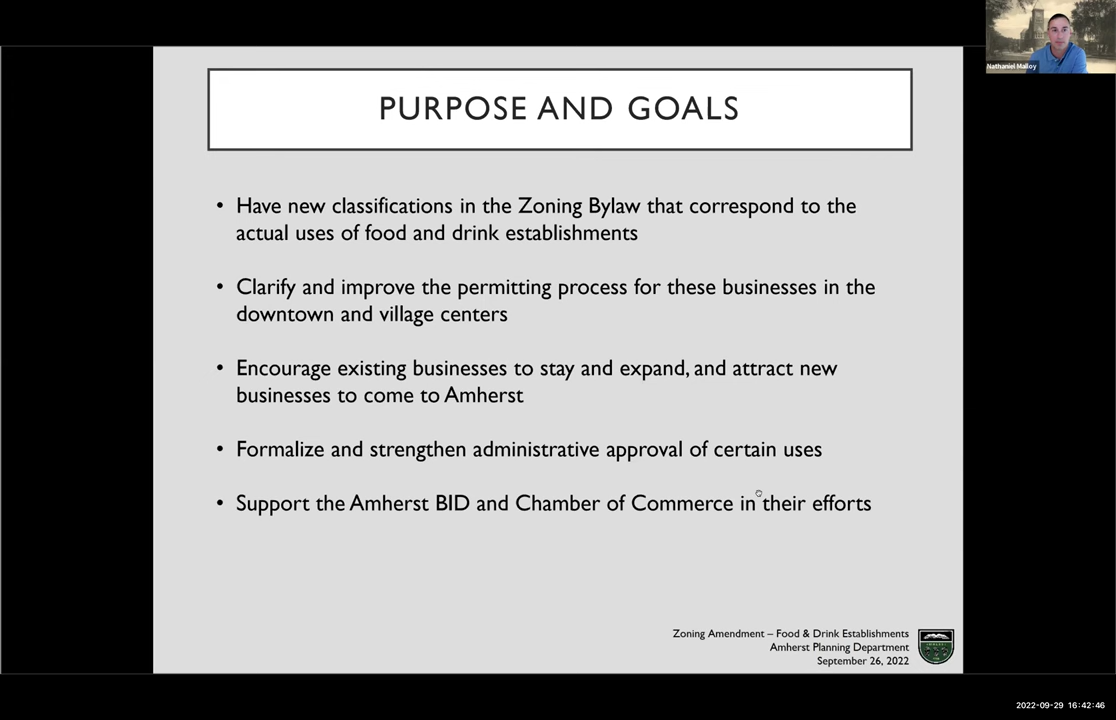 Nathaniel Malloy
PURPOSE AND GOALS
• Have new classifications in the Zoning Bylaw that correspond to the
actual uses of food and drink establishments
• Clarify and improve the permitting process for these businesses in the
downtown and village centers
• Encourage existing businesses to stay and expand, and attract new
businesses to come to Amherst
• Formalize and strengthen administrative approval of certain uses
• Support the Amherst BID and Chamber of Commerce in their efforts
Zoning Amendment – Food & Drink Establishments
Amherst Planning Department
September 26, 2022
2022-09-29 16:42:46